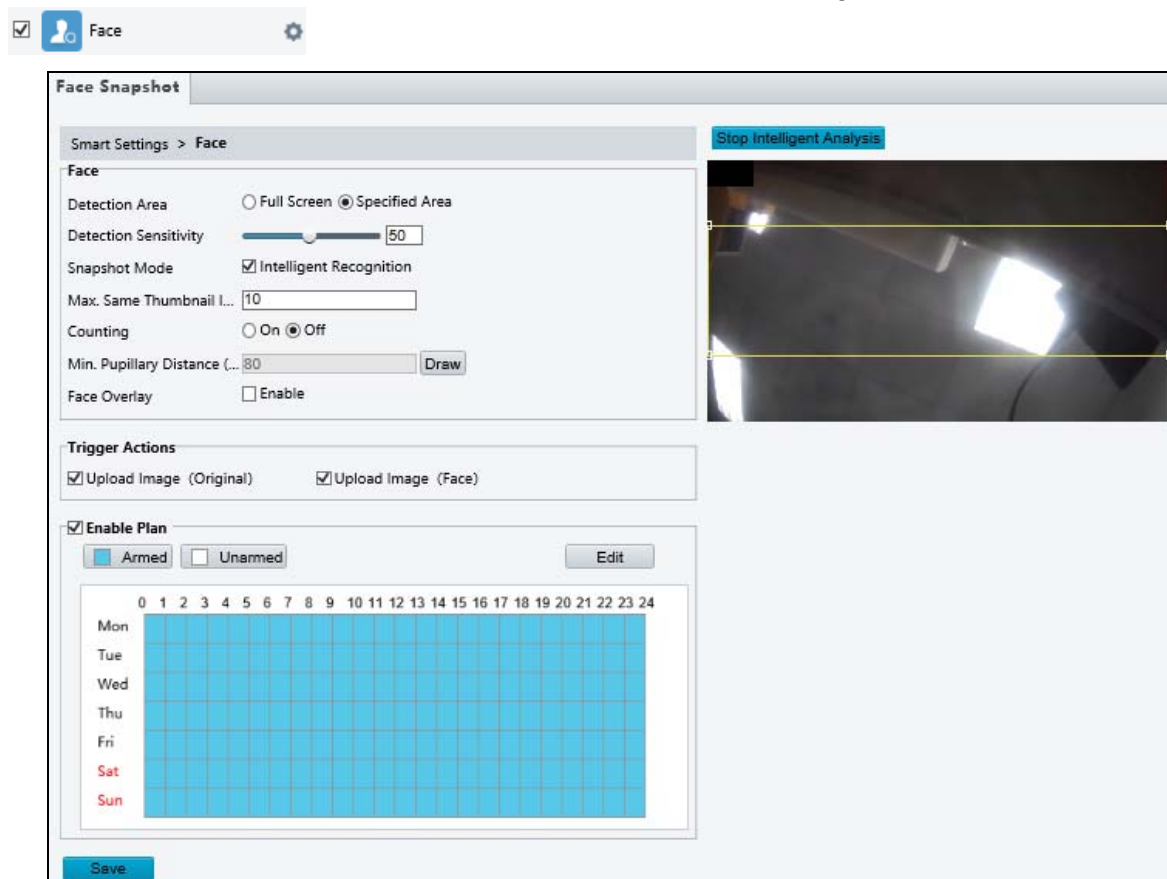 Face
Face Snapshot
Smart Settings > Face
Stop Intelligent Analysis
Face
Detection Area Full Screen Specified Area
Detection Sensitivity 50
Snapshot Mode Intelligent Recognition
Max. Same Thumbnail I... 10
Counting On Off
Min. Pupillary Distance (... 80 Draw
Face Overlay Enable
Trigger Actions
Upload Image (Original) Upload Image (Face)
Enable Plan
Armed Unarmed Edit
0 1 2 3 4 5 6 7 8 9 10 11 12 13 14 15 16 17 18 19 20 21 22 23 24
Mon
Tue
Wed
Thu
Fri
Sat
Sun
Save